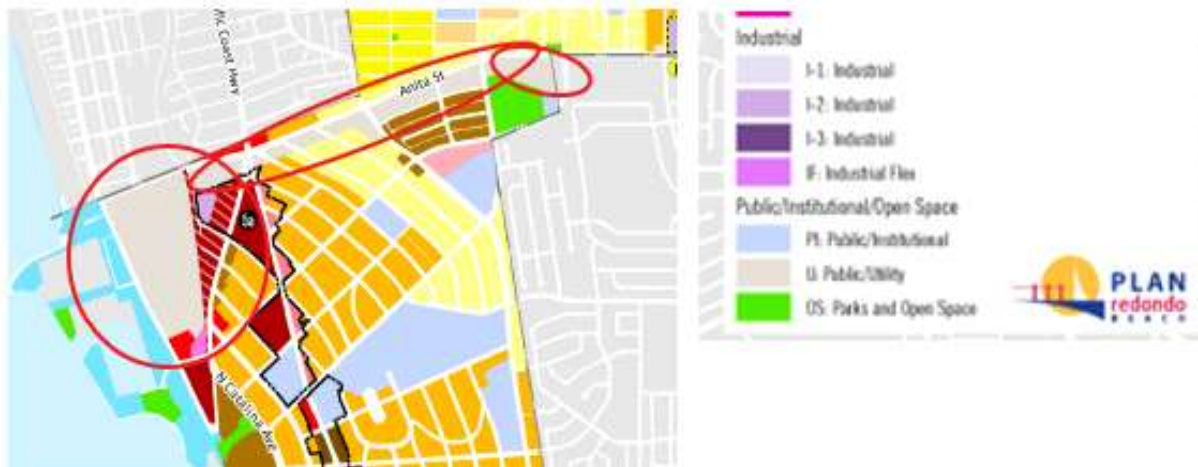 Coast Hwy
Anita St
N Catalina Ave
Industrial
I-1: Industrial
I-2: Industrial
I-3: Industrial
IF: Industrial Flex
Public/Institutional/Open Space
PI: Public/Institutional
U: Public/Utility
OS: Parks and Open Space
PLAN
redondo
BEACH